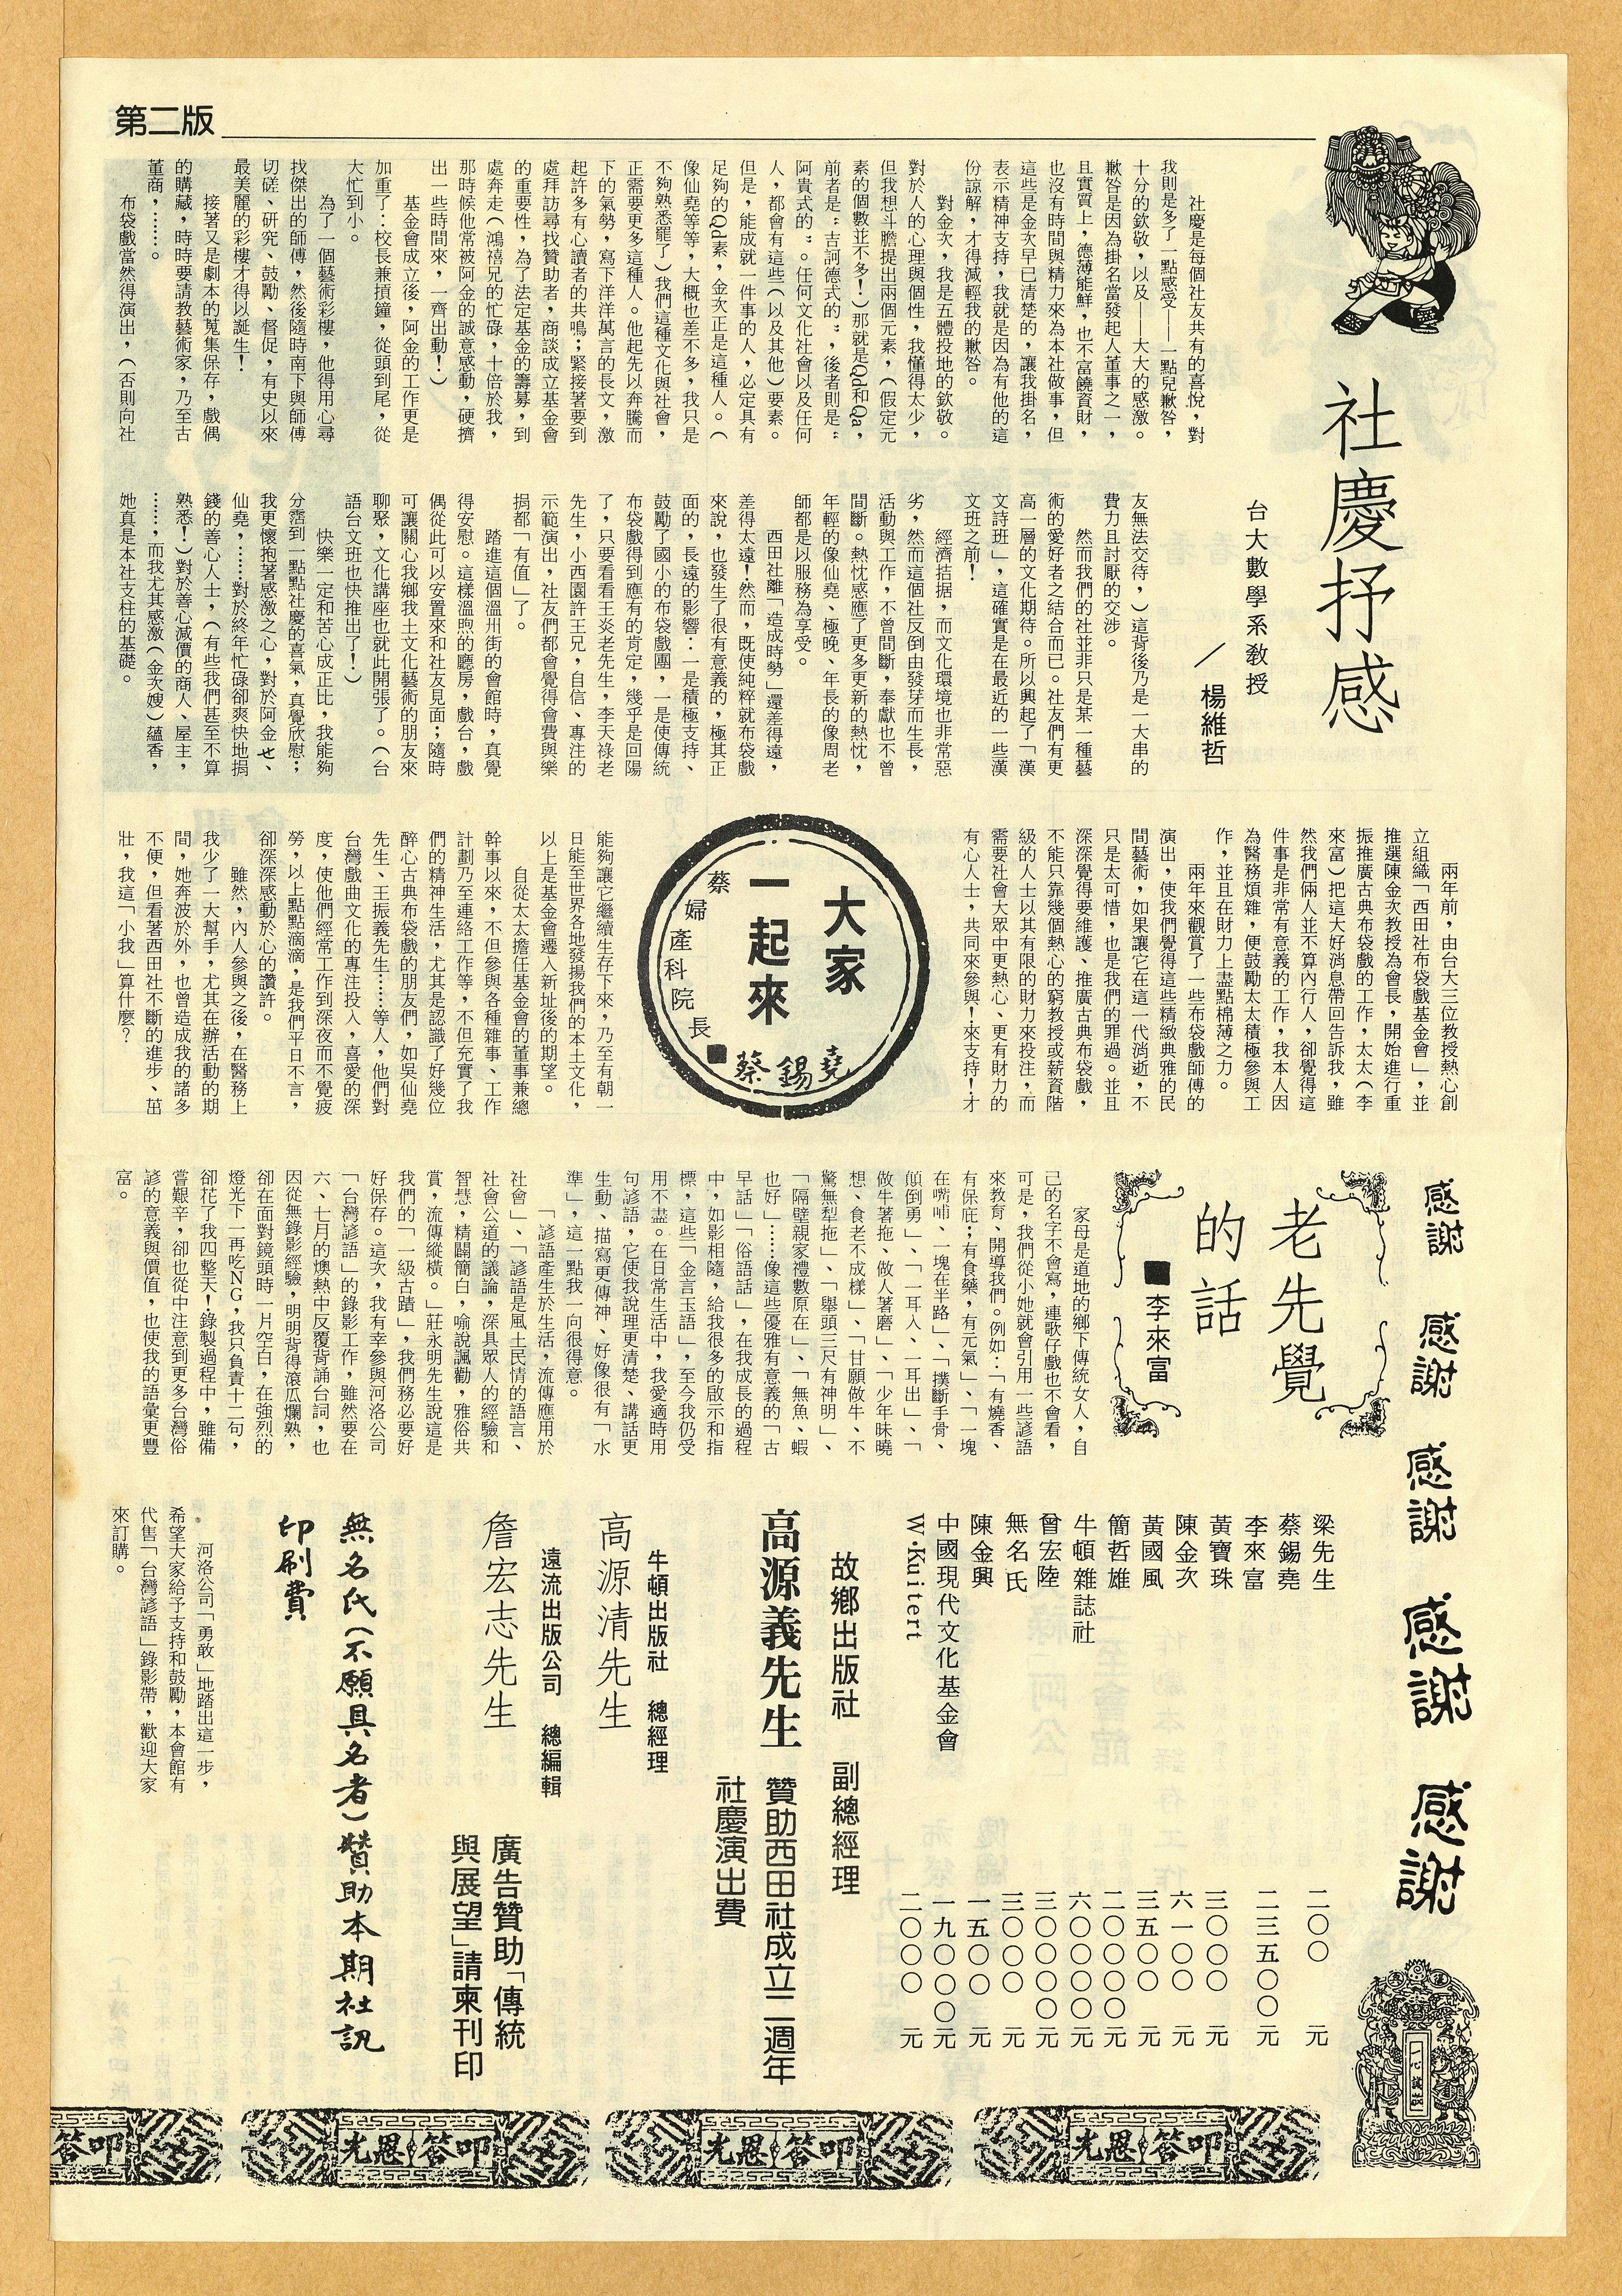 第二版
社慶抒感
台大數學系教授
╱楊維哲
社慶是每個社友共有的喜悅，對
我則是多了一點感受——一點兒歉咎，
十分的欽敬，以及——大大的感激。
歉咎是因為掛名當發起人董事之一，
且實質上，德薄能鮮，也不富饒資財，
也沒有時間與精力來為本社做事，但
這些是金次早已清楚的，讓我掛名，
表示精神支持，我就是因為有他的這
份諒解，才得減輕我的歉咎。
對金次，我是五體投地的欽敬。
對於人的心理與個性，我懂得太少，
但我想斗膽提出兩個元素，（假定元
素的個數並不多！）那就是Qd和Qa，
前者是“吉訶德式的”，後者則是“
阿貴式的”。任何文化社會以及任何
人，都會有這些（以及其他）要素。
但是，能成就一件事的人，必定具有
足夠的Qd素，金次正是這種人。（
像仙堯等等，大概也差不多，我只是
不夠熟悉罷了）我們這種文化與社會，
正需要更多這種人。他起先以奔騰而
下的氣勢，寫下洋洋萬言的長文，激
起許多有心讀者的共鳴；緊接著要到
處拜訪尋找贊助者，商談成立基金會
的重要性，為了法定基金的籌募，到
處奔走（鴻禧兄的忙碌，十倍於我，
那時候他常被阿金的誠意感動，硬擠
出一些時間來，一齊出動！）
基金會成立後，阿金的工作更是
加重了：校長兼摃鐘，從頭到尾，從
大忙到小。
為了一個藝術彩樓，他得用心尋
找傑出的師傅，然後隨時南下與師傅
切磋、研究、鼓勵、督促，有史以來
最美麗的彩樓才得以誕生！
接著又是劇本的蒐集保存，戲偶
的購藏，時時要請教藝術家，乃至古
董商，……。
布袋戲當然得演出，（否則向社
友無法交待，）這背後乃是一大串的
費力且討厭的交涉。
然而我們的社並非只是某一種藝
術的愛好者之結合而已。社友們有更
高一層的文化期待。所以興起了「漢
文詩班」，這確實是在最近的一些漢
文班之前！
經濟拮据，而文化環境也非常惡
劣，然而這個社反倒由發芽而生長，
活動與工作，不曾間斷，奉獻也不曾
間斷。熱忱感應了更多更新的熱忱，
年輕的像仙堯、極晚、年長的像周老
師都是以服務為享受。
西田社離「造成時勢」還差得遠，
差得太遠！然而，既使純粹就布袋戲
來說，也發生了很有意義的，極其正
面的，長遠的影響：一是積極支持、
鼓勵了國小的布袋戲團，一是使傳統
布袋戲得到應有的肯定，幾乎是回陽
了，只要看看王炎老先生，李天祿老
先生，小西園許王兄，自信、專注的
示範演出，社友們都會覺得會費與樂
捐都「有值」了。
踏進這個溫州街的會館時，真覺
得安慰。這樣溫煦的廳房，戲台，戲
偶從此可以安置來和社友見面；隨時
可讓關心我鄉我土文化藝術的朋友來
聊聚，文化講座也就此開張了。（台
語台文班也快推出了！）
快樂一定和苦心成正比，我能夠
分霑到一點點社慶的喜氣，真覺欣慰；
我更懷抱著感激之心，對於阿金ㄝ、
仙堯，……對於終年忙碌卻爽快地捐
錢的善心人士，（有些我們甚至不算
熟悉！）對於善心減價的商人、屋主，
……，而我尤其感激（金次嫂）蘊香，
她真是本社支柱的基礎。
大家
一起來
蔡婦產科院長■蔡錫堯
兩年前，由台大三位教授熱心創
立組織「西田社布袋戲基金會」，並
推選陳金次教授為會長，開始進行重
振推廣古典布袋戲的工作，太太（李
來富）把這大好消息帶回告訴我，雖
然我們倆人並不算內行人，卻覺得這
件事是非常有意義的工作，我本人因
為醫務煩雜，便鼓勵太太積極參與工
作，並且在財力上盡點棉薄之力。
兩年來觀賞了一些布袋戲師傅的
演出，使我們覺得這些精緻典雅的民
間藝術，如果讓它在這一代消逝，不
只是太可惜，也是我們的罪過。並且
深深覺得要維護、推廣古典布袋戲，
不能只靠幾個熱心的窮教授或薪資階
級的人士以其有限的財力來投注，而
需要社會大眾中更熱心、更有財力的
有心人士，共同來參與！來支持！才
能夠讓它繼續生存下來，乃至有朝一
日能至世界各地發揚我們的本土文化，
以上是基金會遷入新址後的期望。
自從太太擔任基金會的董事兼總
幹事以來，不但參與各種雜事、工作
計劃乃至連絡工作等，不但充實了我
們的精神生活，尤其是認識了好幾位
醉心古典布袋戲的朋友們，如吳仙堯
先生、王振義先生……等人，他們對
台灣戲曲文化的專注投入，喜愛的深
度，使他們經常工作到深夜而不覺疲
勞，以上點點滴滴，是我們平日不言，
卻深深感動於心的讚許。
雖然，內人參與之後，在醫務上
我少了一大幫手，尤其在辦活動的期
間，她奔波於外，也曾造成我的諸多
不便，但看著西田社不斷的進步、茁
壯，我這「小我」算什麼？
老先覺
的話
■李來富
家母是道地的鄉下傳統女人，自
己的名字不會寫，連歌仔戲也不會看，
可是，我們從小她就會引用一些諺語
來教育、開導我們。例如：「有燒香、
有保庇；有食藥，有元氣」、「一塊
在嘴哺、一塊在半路」、「撲斷手骨、
顛倒勇」、「一耳入、一耳出」、「
做牛著拖、做人著磨」、「少年昧曉
想、食老不成樣」、「甘願做牛、不
驚無犁拖」、「舉頭三尺有神明」、
「隔壁親家禮數原在」、「無魚、蝦
也好」……像這些優雅有意義的「古
早話」「俗語話」，在我成長的過程
中，如影相隨，給我很多的啟示和指
標，這些「金言玉語」，至今我仍受
用不盡。在日常生活中，我愛適時用
句諺語，它使我說理更清楚、講話更
生動、描寫更傳神、好像很有「水
準」，這一點我一向很得意。
「諺語產生於生活，流傳應用於
社會」、「諺語是風土民情的語言、
社會公道的議論，深具眾人的經驗和
智慧，精闢簡白，喻說諷勸，雅俗共
賞，流傳縱橫。」莊永明先生說這是
我們的「一級古蹟」，我們務必要好
好保存。這次，我有幸參與河洛公司
「台灣諺語」的錄影工作，雖然要在
六、七月的燠熱中反覆背誦台詞，也
因從無錄影經驗，明明背得滾瓜爛熟，
卻在面對鏡頭時一片空白，在強烈的
燈光下一再吃NG，我只負責十二句，
卻花了我四整天！錄製過程中，雖備
嘗艱辛，卻也從中注意到更多台灣俗
諺的意義與價值，也使我的語彙更豐
富。
河洛公司「勇敢」地踏出這一步，
希望大家給予支持和鼓勵，本會館有
代售「台灣諺語」錄影帶，歡迎大家
來訂購。
感謝 感謝 感謝 感謝 感謝
梁先生 二〇〇元
蔡錫堯
李來富 二三五〇〇元
黃寶珠 三〇〇〇元
陳金次 六一〇〇元
黃國風 三五〇〇元
簡哲雄 二〇〇〇〇元
牛頓雜誌社 六〇〇〇〇元
曾宏陸 三〇〇〇〇元
無名氏 三〇〇〇元
陳金興 一五〇〇元
中國現代文化基金會 一九〇〇〇元
W·Kuitert 二〇〇〇元
故鄉出版社 副總經理
高源義先生 贊助西田社成立二週年
社慶演出費
牛頓出版社 總經理
高源清先生
遠流出版公司 總編輯
詹宏志先生
廣告贊助「傳統
與展望」請柬刊印
無名氏（不願具名者）贊助本期社訊
印刷費
叩答恩光
叩答恩光
叩答恩光
叩答